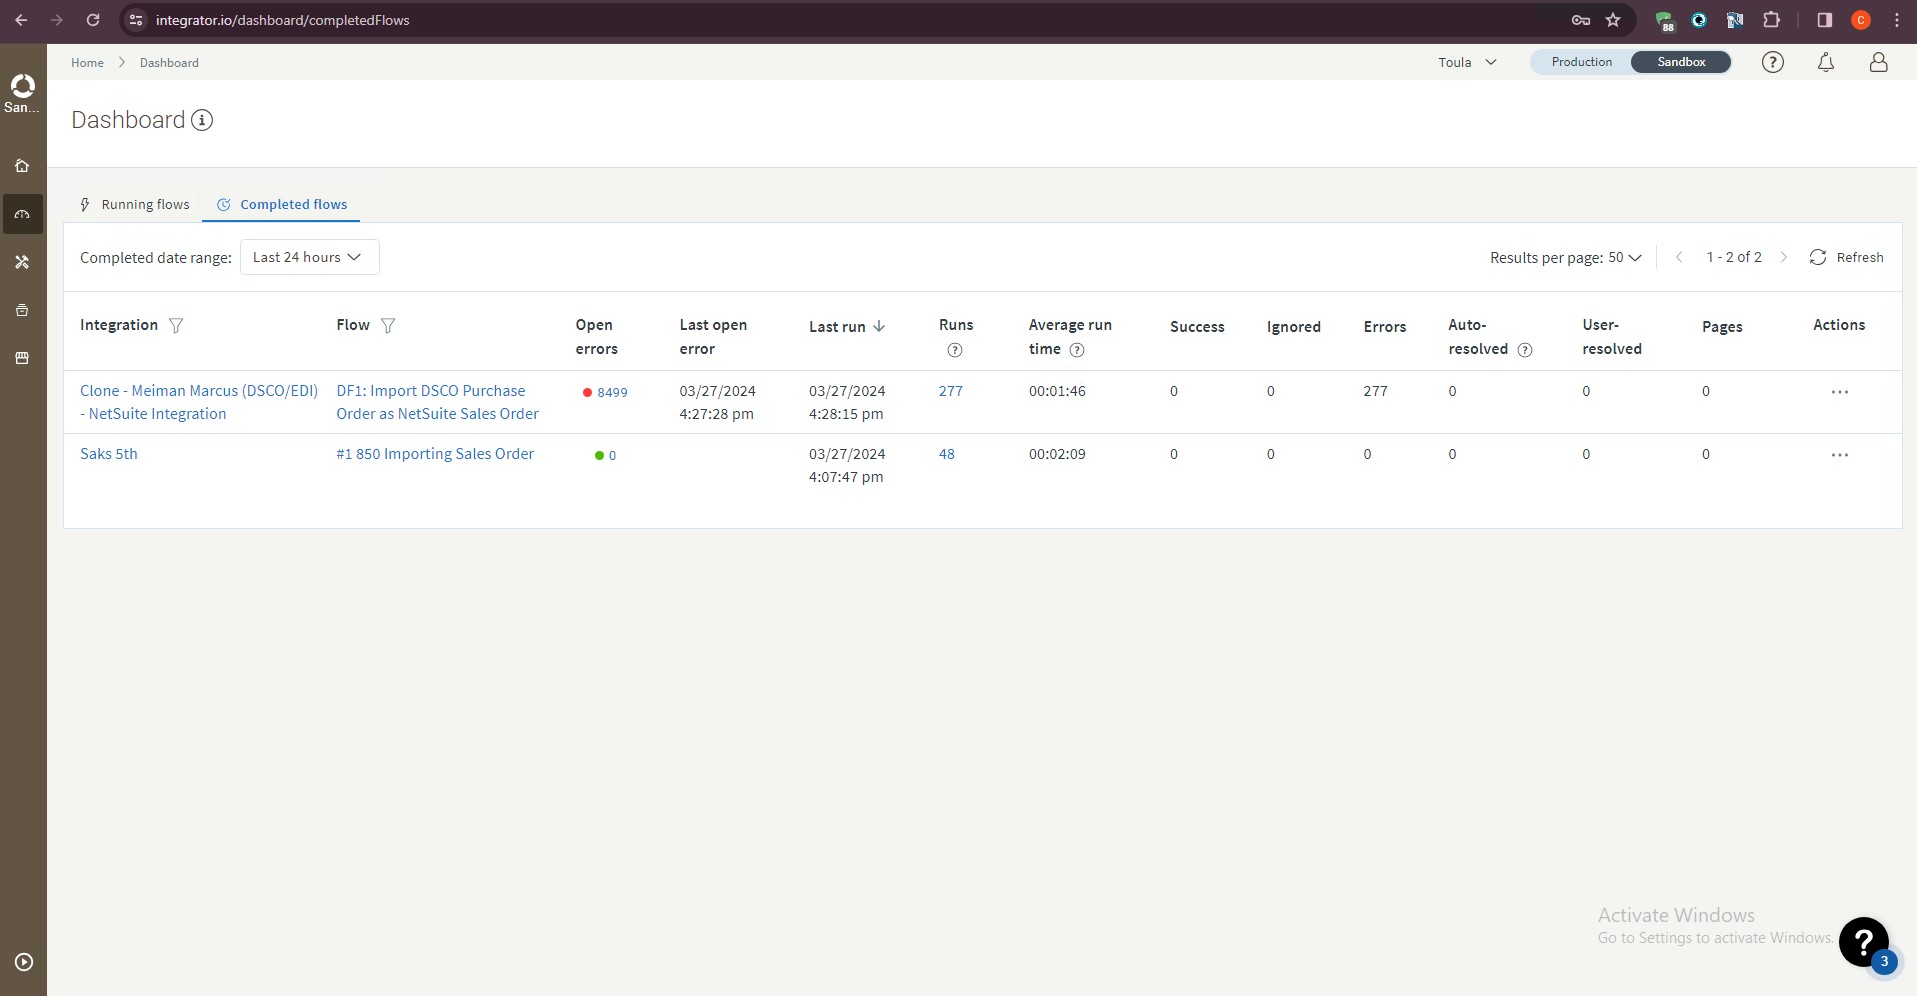 integrator.io/dashboard/completedFlows
88
C
San...
Home
Dashboard
Toula
Production
Sandbox
?
Dashboard
i
Running flows
Completed flows
Completed date range: Last 24 hours
Results per page: 50
1 - 2 of 2
Refresh
Integration
Flow
Open
errors
Last open
error
Last run
Runs
?
Average run
time ?
Success
Ignored
Errors
Auto-
resolved ?
User-
resolved
Pages
Actions
Clone - Meiman Marcus (DSCO/EDI)
- NetSuite Integration
DF1: Import DSCO Purchase
Order as NetSuite Sales Order
8499
03/27/2024
4:27:28 pm
03/27/2024
4:28:15 pm
277
00:01:46
0
0
277
0
0
0
...
Saks 5th
#1 850 Importing Sales Order
0
03/27/2024
4:07:47 pm
48
00:02:09
0
0
0
0
0
0
...
Activate Windows
Go to Settings to activate Windows.
?
3